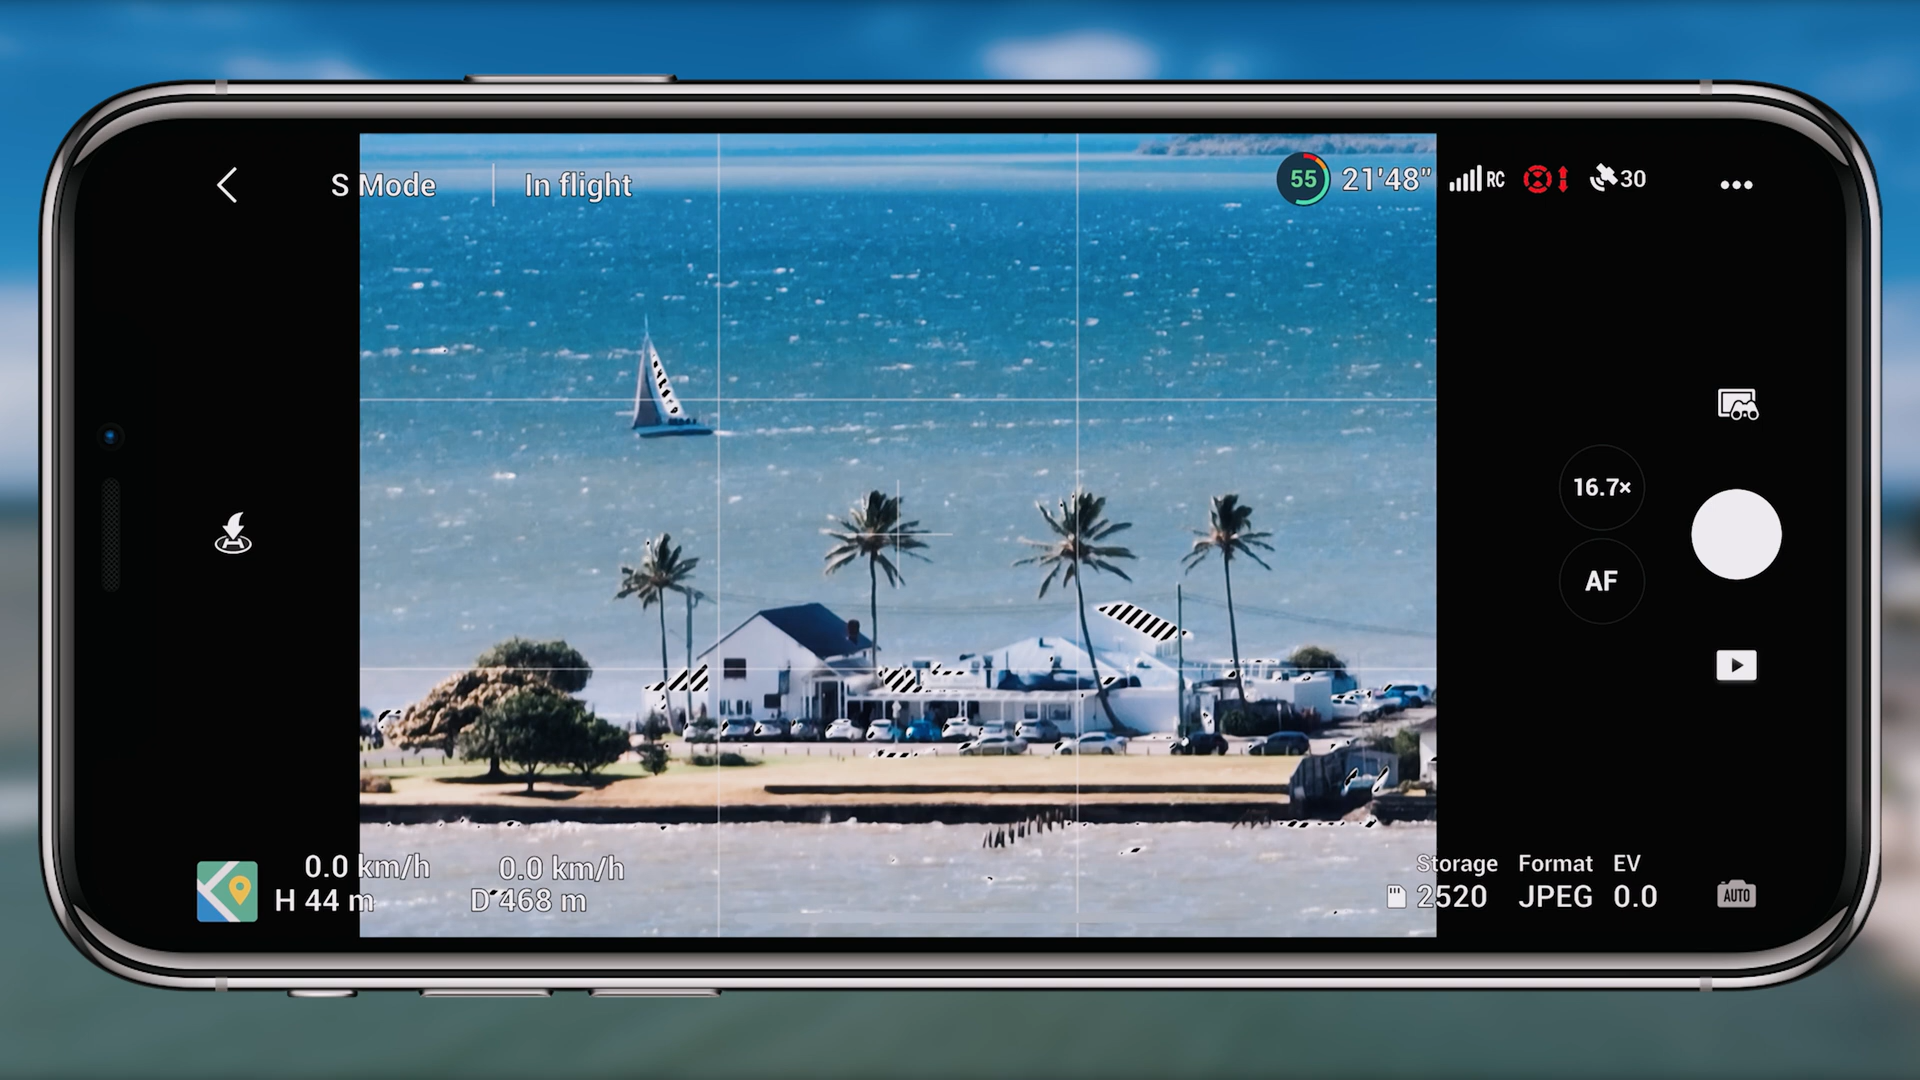 S Mode
In flight
55
21'48"
RC
30
16.7×
AF
0.0 km/h
0.0 km/h
H 44 m
D 468 m
Storage Format EV
2520 JPEG 0.0
AUTO